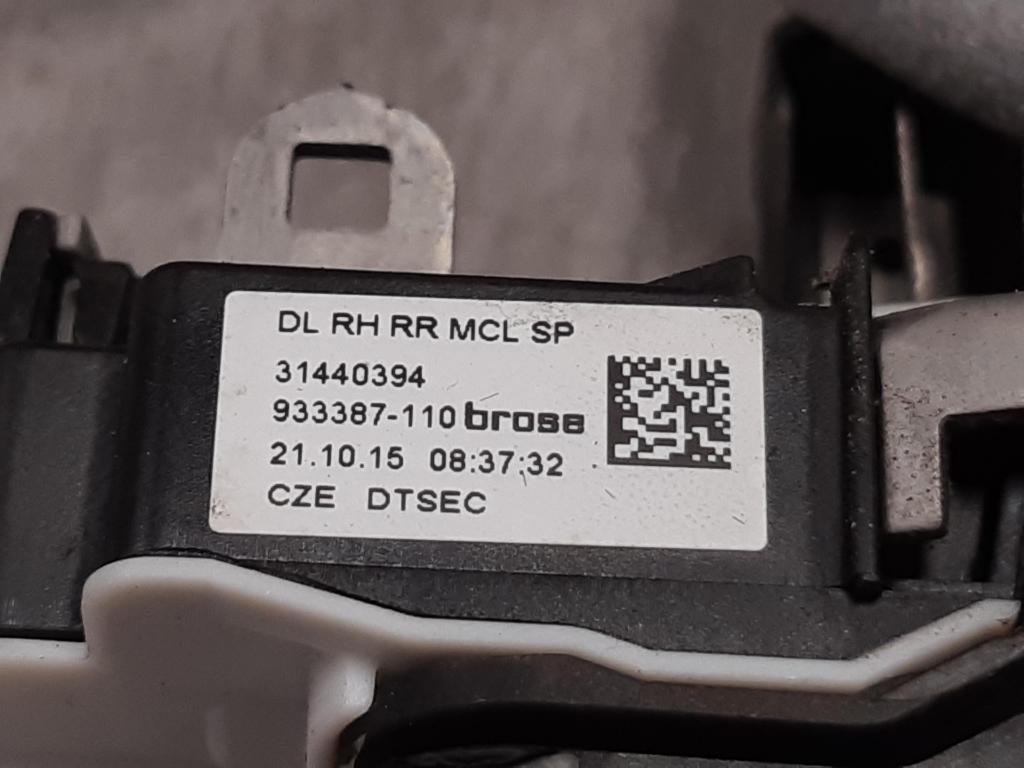 DL RH RR MCL SP
31440394
933387-110 brose
21.10.15 08:37:32
CZE DTSEC